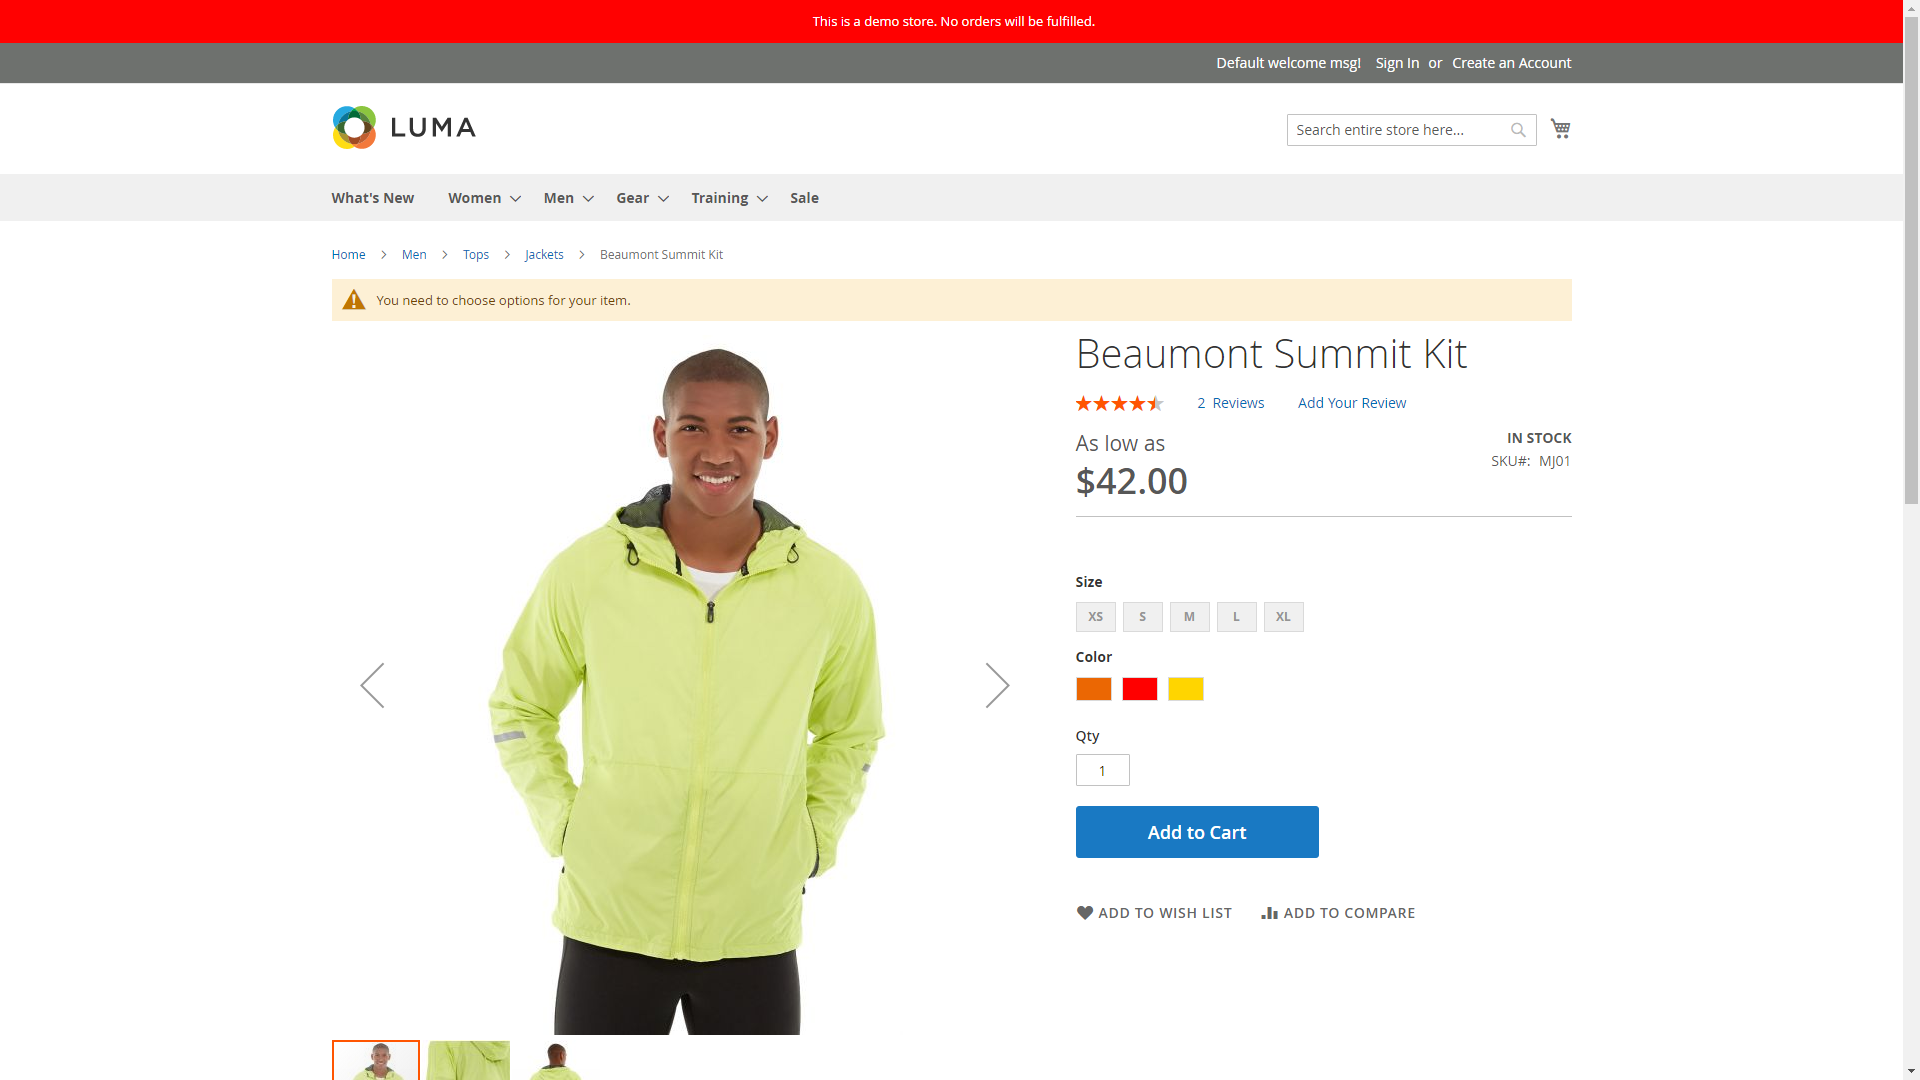 This is a demo store. No orders will be fulfilled.
Default welcome msg! Sign In or Create an Account
LUMA
Search entire store here...
What's New Women Men Gear Training Sale
Home Men Tops Jackets Beaumont Summit Kit
You need to choose options for your item.
Beaumont Summit Kit
2 Reviews Add Your Review
As low as
$42.00
IN STOCK
SKU#: MJ01
Size
XS S M L XL
Color
Qty
1
Add to Cart
ADD TO WISH LIST ADD TO COMPARE